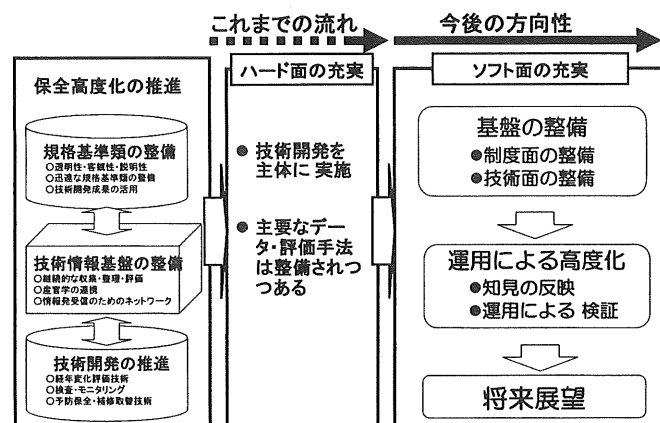 これまでの流れ
今後の方向性
保全高度化の推進
規格基準類の整備
○透明性・客観性・説明性
○迅速な規格基準類の整備
○技術開発成果の活用
技術情報基盤の整備
○継続的な収集・整理・評価
○産官学の連携
○情報発受信のためのネットワーク
技術開発の推進
○経年変化評価技術
○検査・モニタリング
○予防保全・補修取替技術
ハード面の充実
● 技術開発を
主体に 実施
● 主要なデー
タ・評価手法
は整備されつ
つある
ソフト面の充実
基盤の整備
●制度面の整備
●技術面の整備
運用による高度化
●知見の反映
●運用による 検証
将来展望